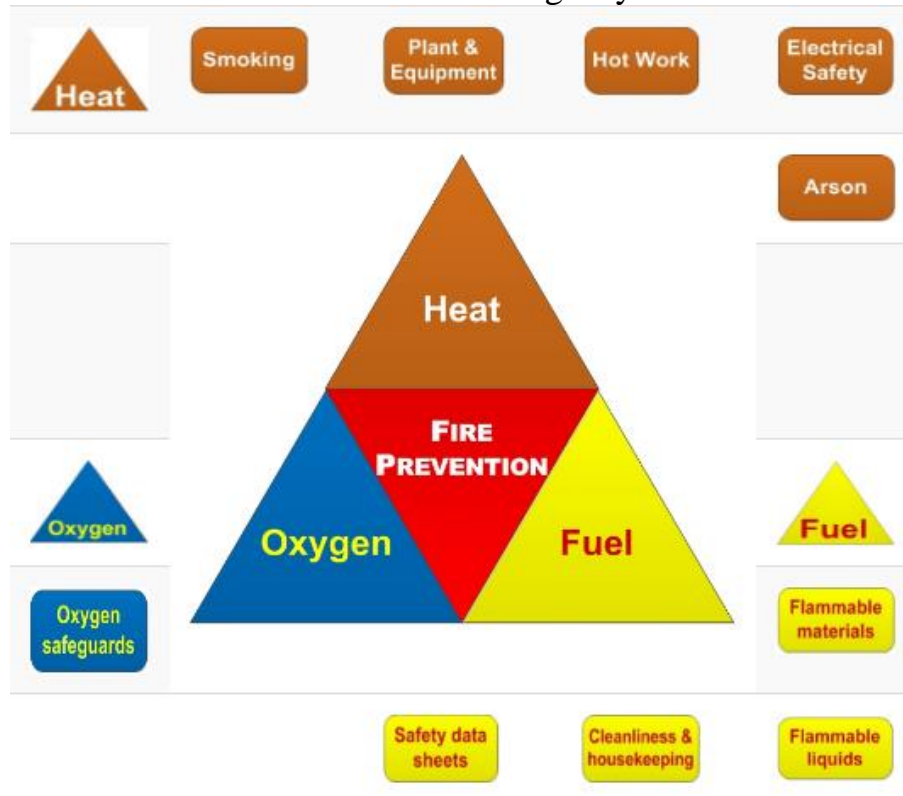 Smoking
Plant &
Equipment
Hot Work
Electrical
Safety
Heat
Arson
Heat
FIRE
PREVENTION
Oxygen
Fuel
Oxygen
Fuel
Oxygen
safeguards
Flammable
materials
Safety data
sheets
Cleanliness &
housekeeping
Flammable
liquids